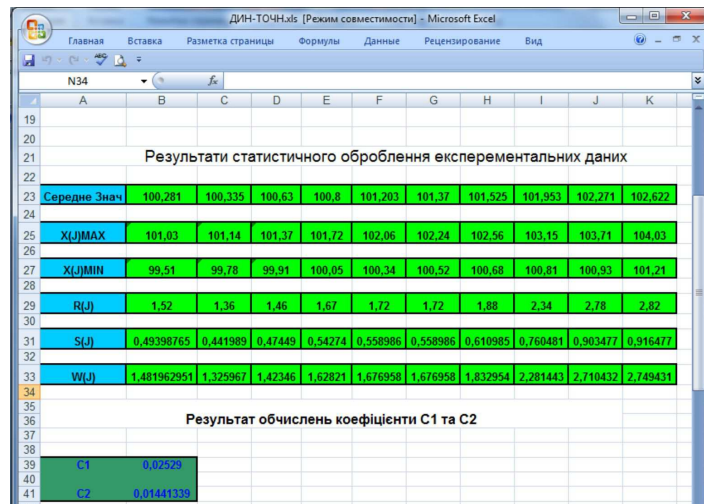 ДИН-ТОЧН.xls [Режим совместимости] - Microsoft Excel
Главная Вставка Разметка страницы Формулы Данные Рецензирование Вид
N34 fx
A B C D E F G H I J K
19
20
21 Результати статистичного оброблення експерементальних даних
22
23 Середне Знач 100,281 100,335 100,63 100,8 101,203 101,37 101,525 101,953 102,271 102,622
24
25 X(J)MAX 101,03 101,14 101,37 101,72 102,06 102,24 102,56 103,15 103,71 104,03
26
27 X(J)MIN 99,51 99,78 99,91 100,05 100,34 100,52 100,68 100,81 100,93 101,21
28
29 R(J) 1,52 1,36 1,46 1,67 1,72 1,72 1,88 2,34 2,78 2,82
30
31 S(J) 0,49398765 0,441989 0,47449 0,54274 0,558986 0,558986 0,610985 0,760481 0,903477 0,916477
32
33 W(J) 1,481962951 1,325967 1,42346 1,62821 1,676958 1,676958 1,832954 2,281443 2,710432 2,749431
34
35
36 Результат обчислень коефіцієнти C1 та C2
37
38
39 C1 0,02529
40
41 C2 0,01441339